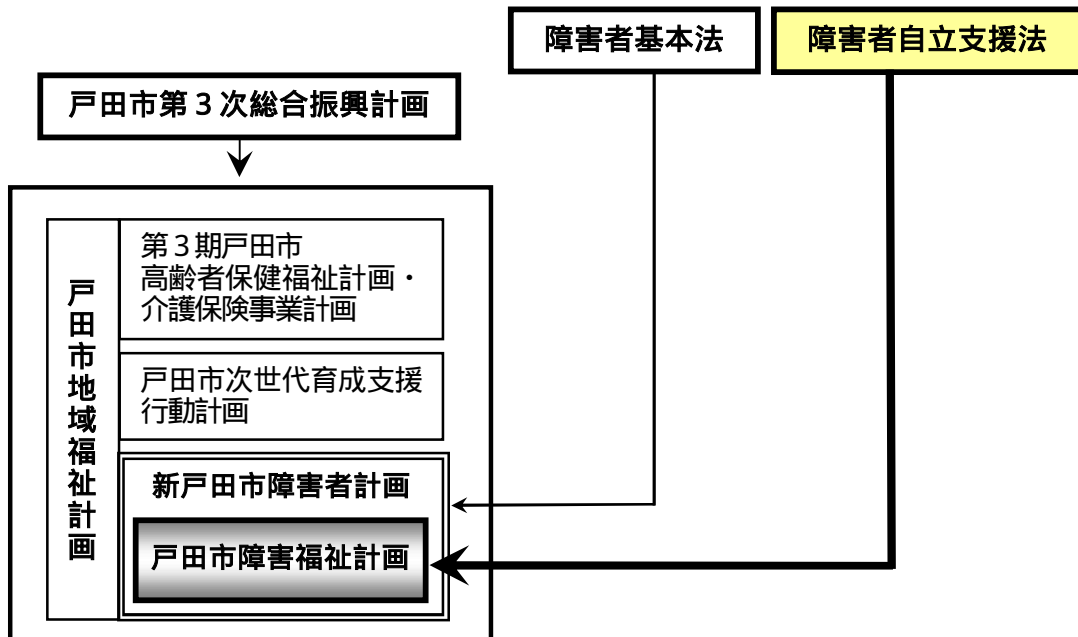 障害者基本法
障害者自立支援法
戸田市第３次総合振興計画
戸田市地域福祉計画
第３期戸田市
高齢者保健福祉計画・
介護保険事業計画
戸田市次世代育成支援
行動計画
新戸田市障害者計画
戸田市障害福祉計画